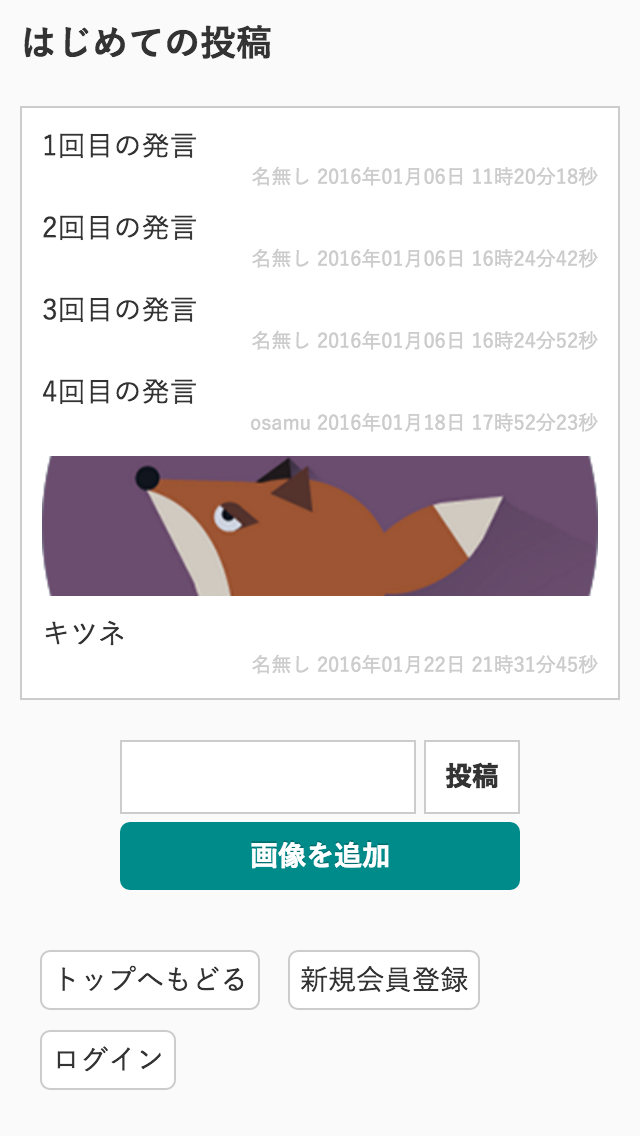 はじめての投稿
1回目の発言
名無し 2016年01月06日 11時20分18秒
2回目の発言
名無し 2016年01月06日 16時24分42秒
3回目の発言
名無し 2016年01月06日 16時24分52秒
4回目の発言
osamu 2016年01月18日 17時52分23秒
キツネ
名無し 2016年01月22日 21時31分45秒
投稿
画像を追加
トップへもどる 新規会員登録
ログイン